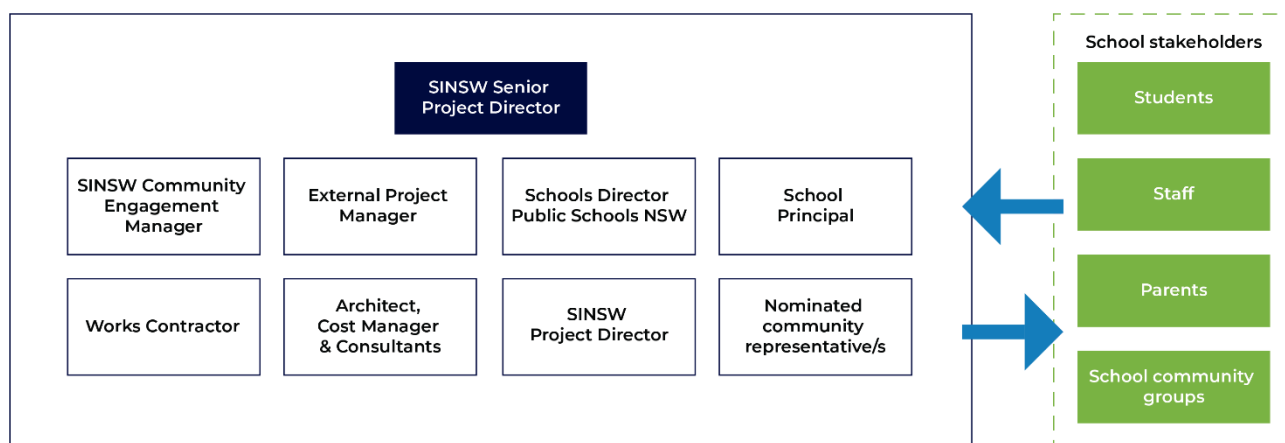 SINSW Senior
Project Director
SINSW Community
Engagement
Manager
External Project
Manager
Schools Director
Public Schools NSW
School
Principal
Works Contractor
Architect,
Cost Manager
& Consultants
SINSW
Project Director
Nominated
community
representative/s
School stakeholders
Students
Staff
Parents
School community
groups